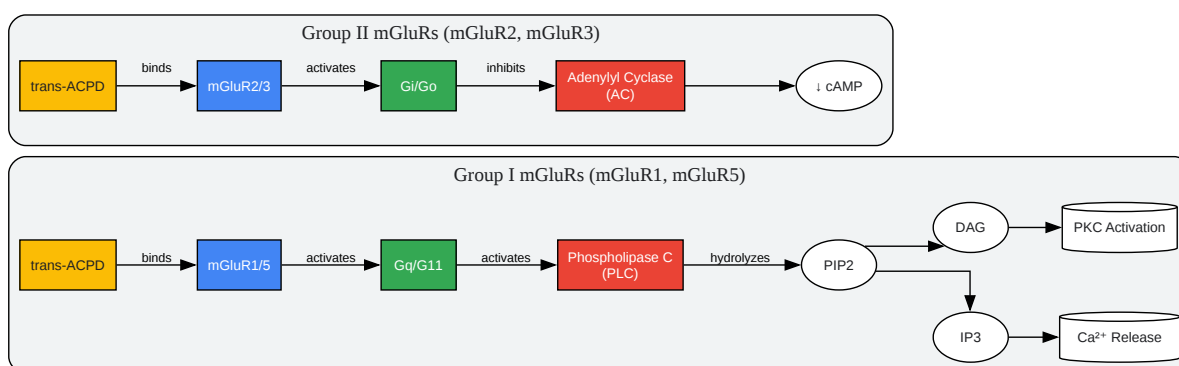 Group II mGluRs (mGluR2, mGluR3)
trans-ACPD
binds
mGluR2/3
activates
Gi/Go
inhibits
Adenylyl Cyclase
(AC)
↓ cAMP
Group I mGluRs (mGluR1, mGluR5)
trans-ACPD
binds
mGluR1/5
activates
Gq/G11
activates
Phospholipase C
(PLC)
hydrolyzes
PIP2
DAG
PKC Activation
IP3
Ca²⁺ Release